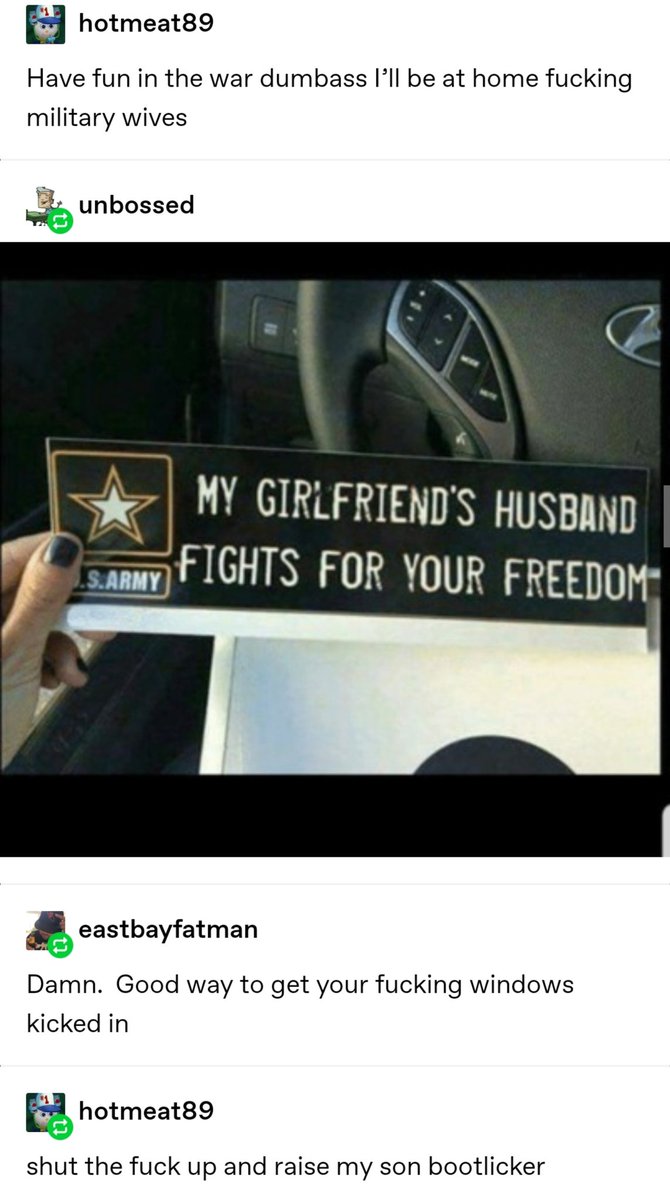 hotmeat89
Have fun in the war dumbass I’ll be at home fucking
military wives
unbossed
MY GIRLFRIEND'S HUSBAND
FIGHTS FOR YOUR FREEDOM
.S.ARMY
eastbayfatman
Damn.  Good way to get your fucking windows
kicked in
hotmeat89
shut the fuck up and raise my son bootlicker